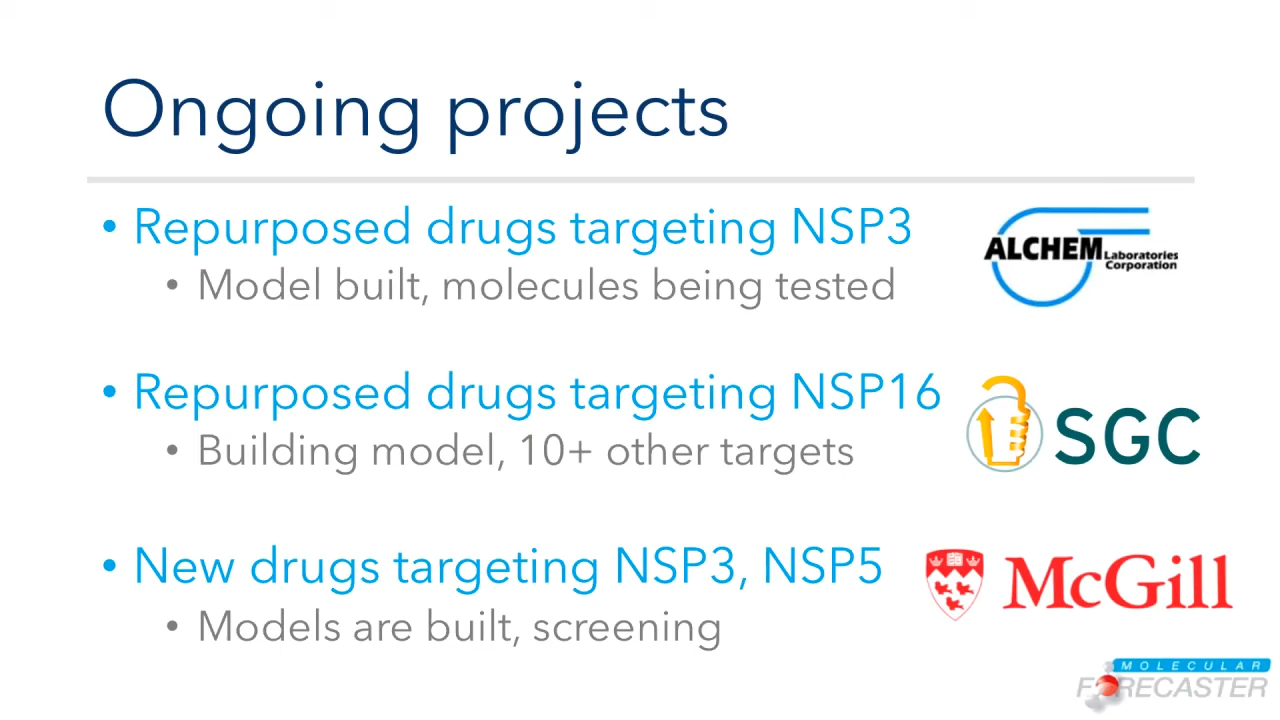 Ongoing projects
• Repurposed drugs targeting NSP3
• Model built, molecules being tested
ALCHEM Laboratories
Corporation
• Repurposed drugs targeting NSP16
• Building model, 10+ other targets
SGC
• New drugs targeting NSP3, NSP5
• Models are built, screening
McGill
MOLECULAR
FORECASTER